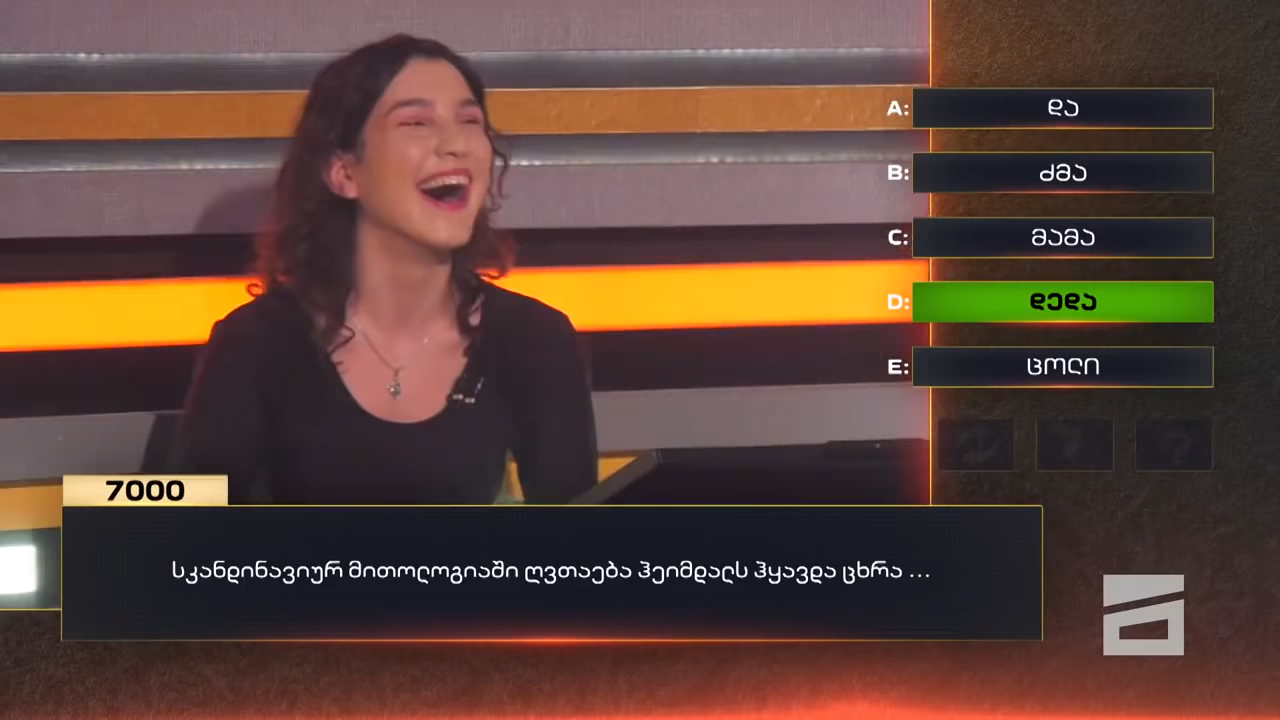 A: და
B: ძმა
C: მამა
D: დედა
E: ცოლი
7000
სკანდინავიურ მითოლოგიაში ღვთაება ჰეიმდალს ჰყავდა ცხრა ...